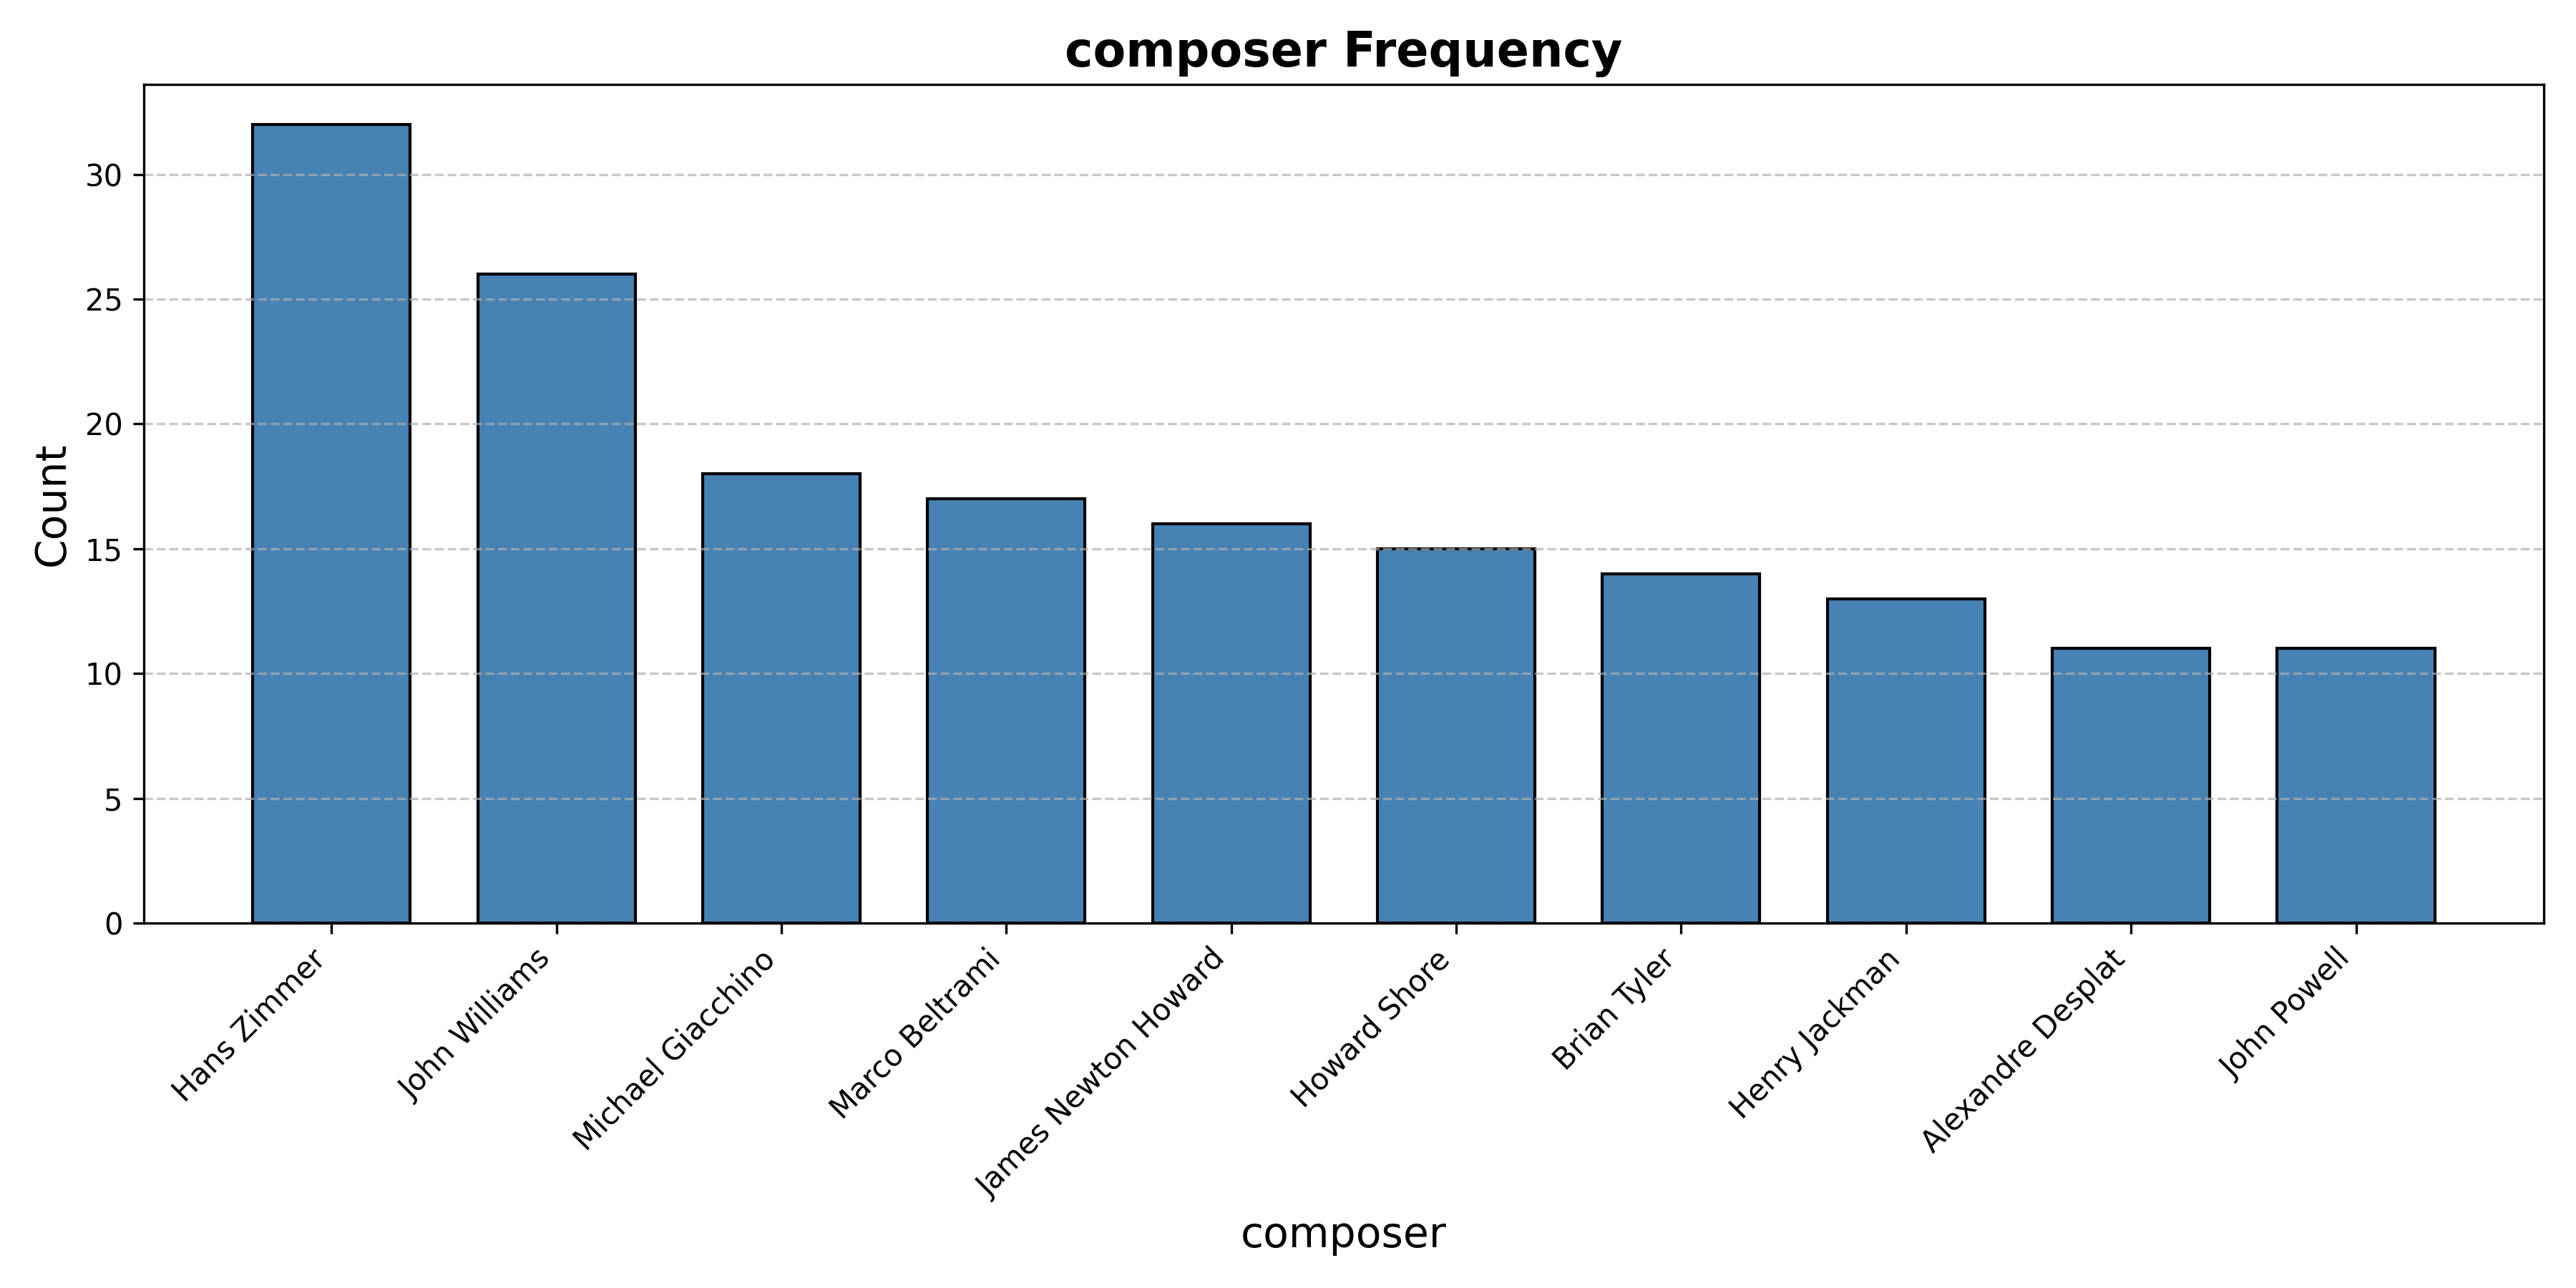 composer Frequency
Count
30
25
20
15
10
5
0
Hans Zimmer
John Williams
Michael Giacchino
Marco Beltrami
James Newton Howard
Howard Shore
Brian Tyler
Henry Jackman
Alexandre Desplat
John Powell
composer